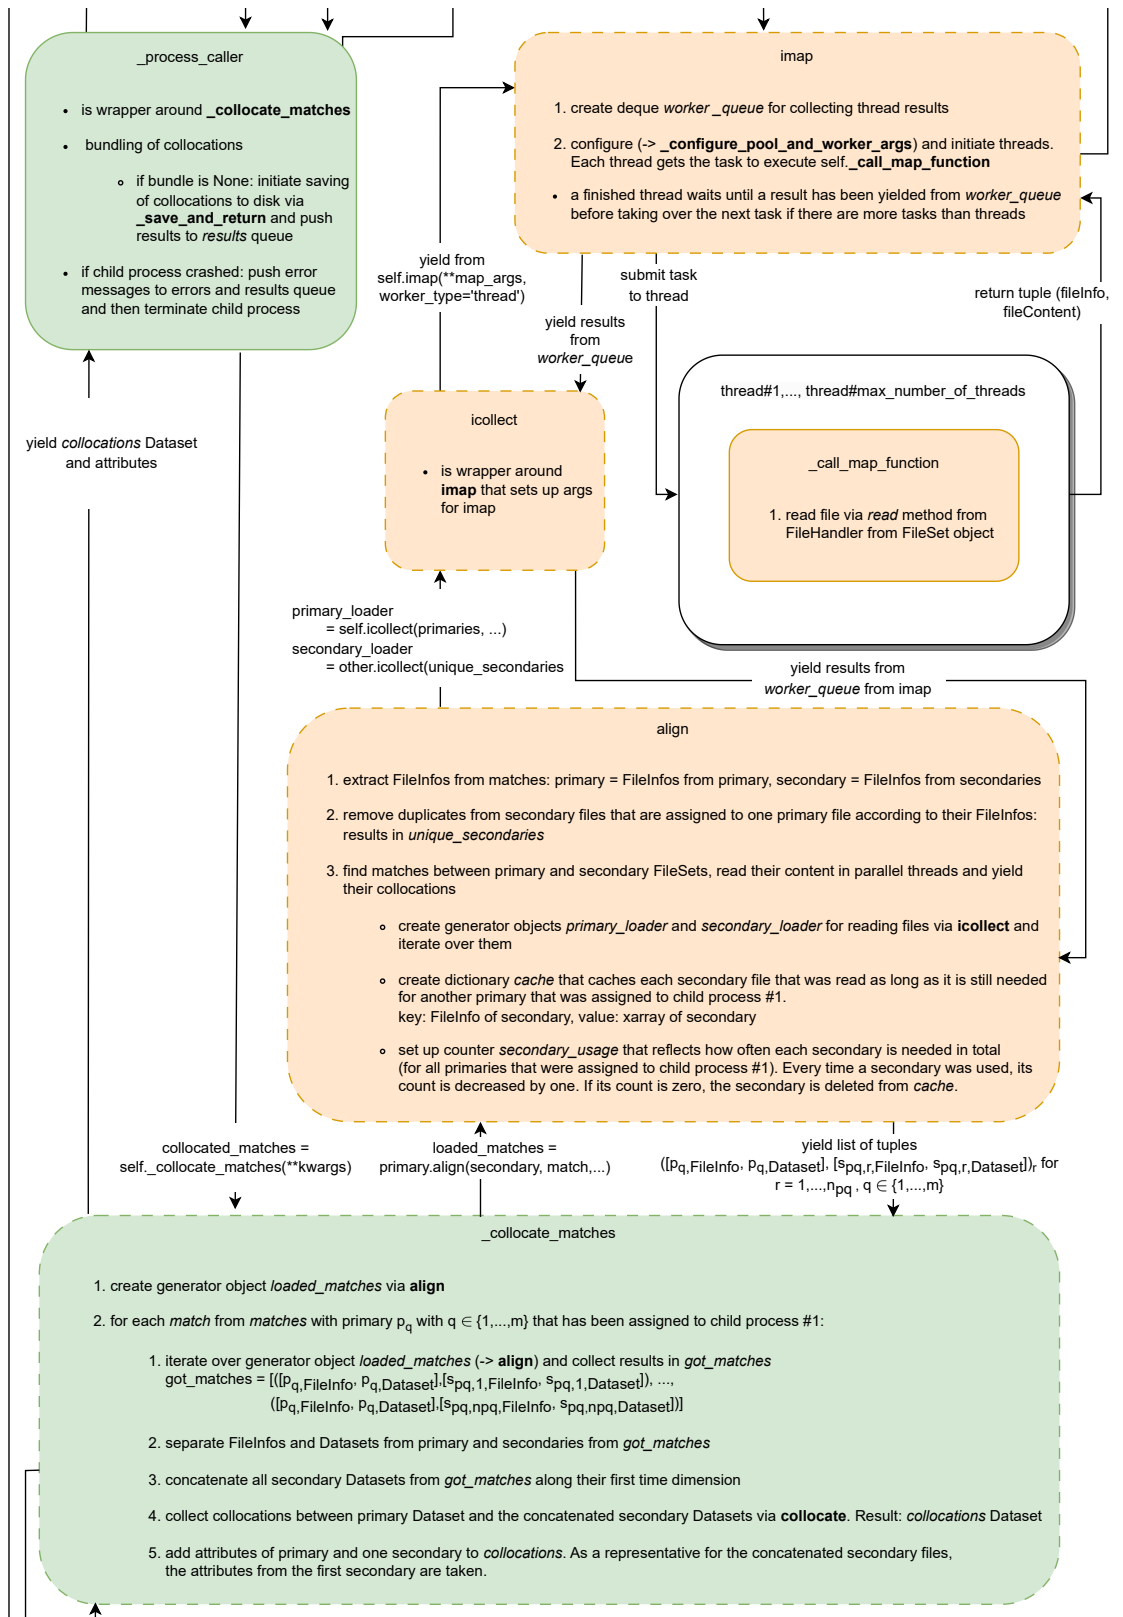 _process_caller
• is wrapper around _collocate_matches
• bundling of collocations
∘ if bundle is None: initiate saving
of collocations to disk via
_save_and_return and push
results to results queue
• if child process crashed: push error
messages to errors and results queue
and then terminate child process
imap
1. create deque worker _queue for collecting thread results
2. configure (-> _configure_pool_and_worker_args) and initiate threads.
Each thread gets the task to execute self._call_map_function
• a finished thread waits until a result has been yielded from worker_queue
before taking over the next task if there are more tasks than threads
yield from
self.imap(**map_args,
worker_type='thread')
submit task
to thread
return tuple (fileInfo,
fileContent)
yield results
from
worker_queue
thread#1,..., thread#max_number_of_threads
_call_map_function
1. read file via read method from
FileHandler from FileSet object
icollect
• is wrapper around
imap that sets up args
for imap
yield collocations Dataset
and attributes
primary_loader
= self.icollect(primaries, ...)
secondary_loader
= other.icollect(unique_secondaries
yield results from
worker_queue from imap
align
1. extract FileInfos from matches: primary = FileInfos from primary, secondary = FileInfos from secondaries
2. remove duplicates from secondary files that are assigned to one primary file according to their FileInfos:
results in unique_secondaries
3. find matches between primary and secondary FileSets, read their content in parallel threads and yield
their collocations
∘ create generator objects primary_loader and secondary_loader for reading files via icollect and
iterate over them
∘ create dictionary cache that caches each secondary file that was read as long as it is still needed
for another primary that was assigned to child process #1.
key: FileInfo of secondary, value: xarray of secondary
∘ set up counter secondary_usage that reflects how often each secondary is needed in total
(for all primaries that were assigned to child process #1). Every time a secondary was used, its
count is decreased by one. If its count is zero, the secondary is deleted from cache.
collocated_matches =
self._collocate_matches(**kwargs)
loaded_matches =
primary.align(secondary, match,...)
yield list of tuples
([pq,FileInfo, pq,Dataset], [spq,r,FileInfo, spq,r,Dataset])r for
r = 1,...,npq , q ∈ {1,...,m}
_collocate_matches
1. create generator object loaded_matches via align
2. for each match from matches with primary pq with q ∈ {1,...,m} that has been assigned to child process #1:
1. iterate over generator object loaded_matches (-> align) and collect results in got_matches
got_matches = [([pq,FileInfo, pq,Dataset],[spq,1,FileInfo, spq,1,Dataset]), ...,
([pq,FileInfo, pq,Dataset],[spq,npq,FileInfo, spq,npq,Dataset])]
2. separate FileInfos and Datasets from primary and secondaries from got_matches
3. concatenate all secondary Datasets from got_matches along their first time dimension
4. collect collocations between primary Dataset and the concatenated secondary Datasets via collocate. Result: collocations Dataset
5. add attributes of primary and one secondary to collocations. As a representative for the concatenated secondary files,
the attributes from the first secondary are taken.